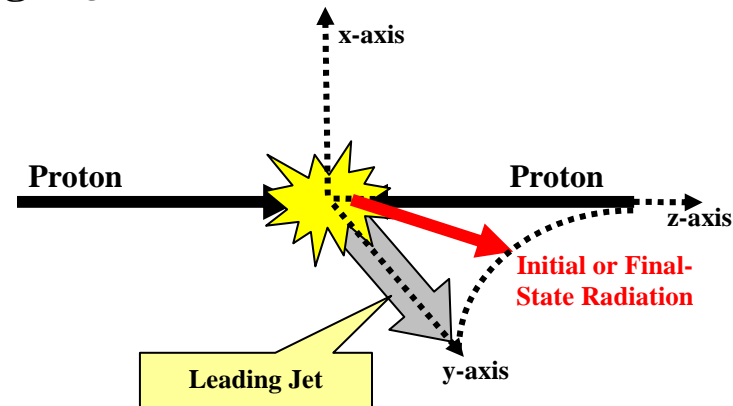 x-axis
Proton
Proton
z-axis
Initial or Final-
State Radiation
Leading Jet
y-axis